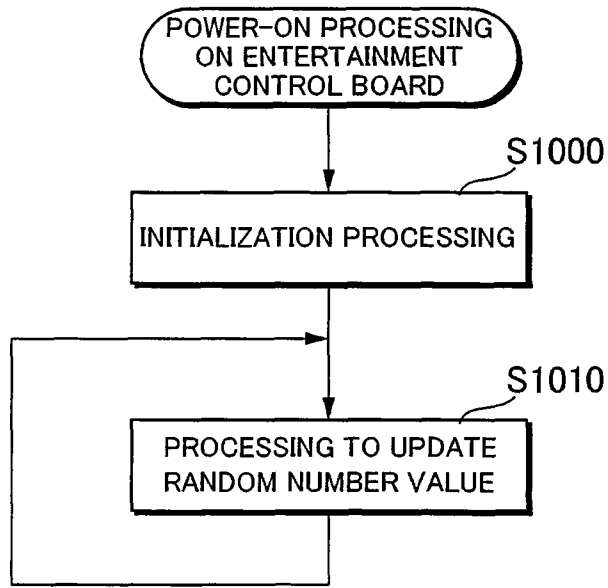 POWER-ON PROCESSING
ON ENTERTAINMENT
CONTROL BOARD
S1000
INITIALIZATION PROCESSING
S1010
PROCESSING TO UPDATE
RANDOM NUMBER VALUE